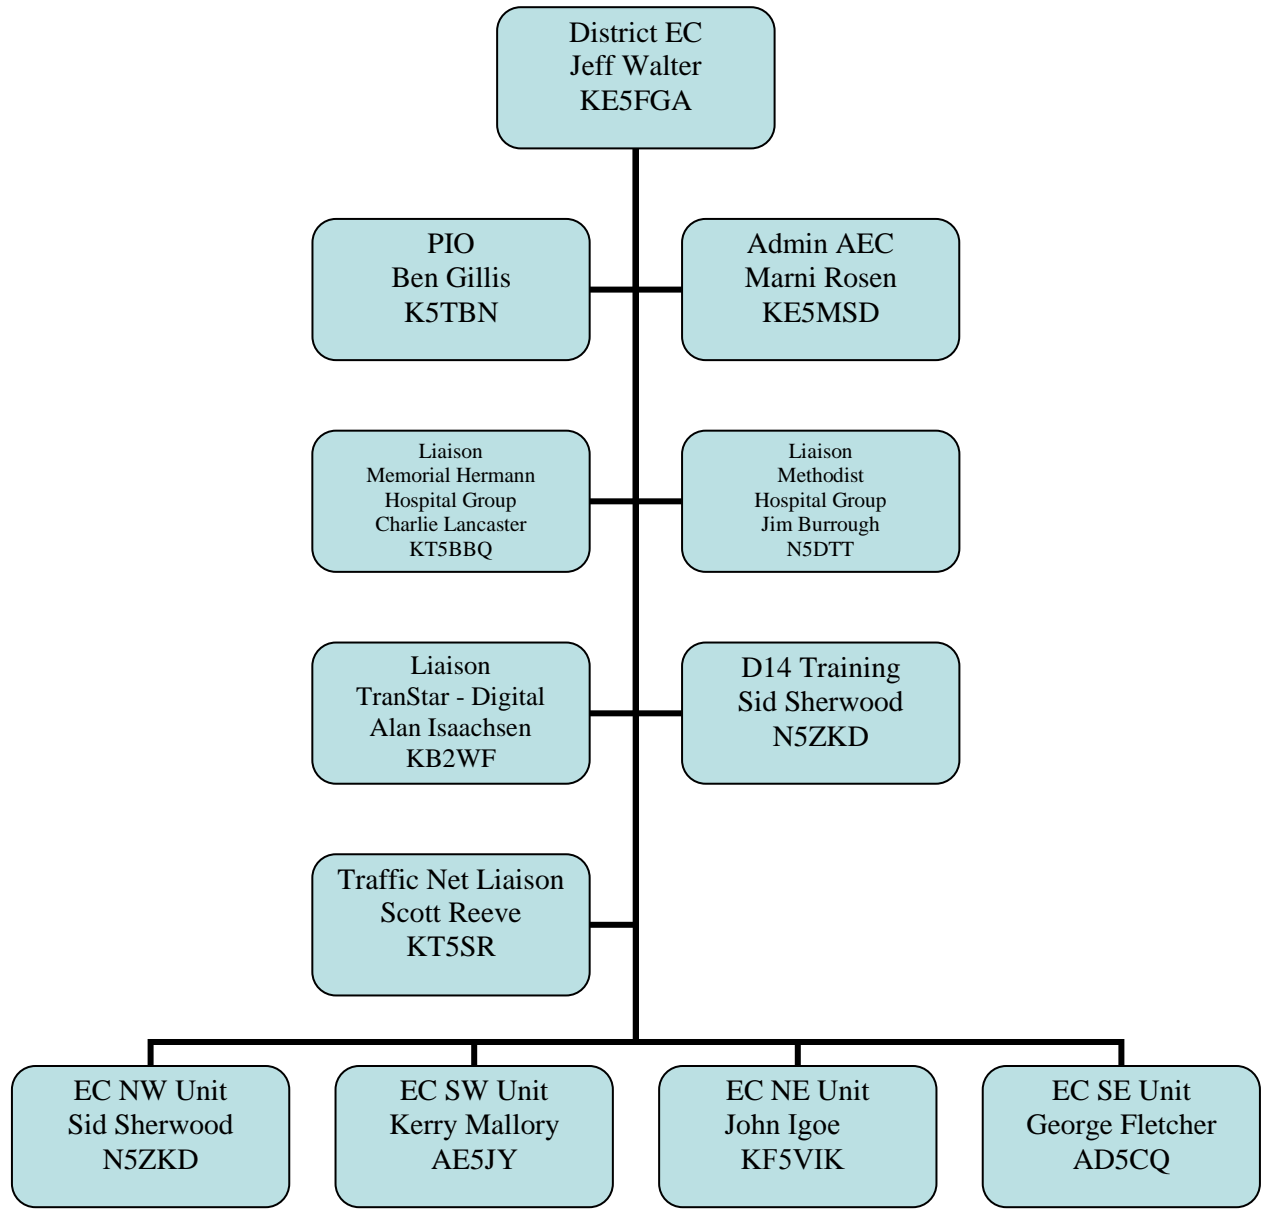 District EC
Jeff Walter
KE5FGA
PIO
Ben Gillis
K5TBN
Admin AEC
Marni Rosen
KE5MSD
Liaison
Memorial Hermann
Hospital Group
Charlie Lancaster
KT5BBQ
Liaison
Methodist
Hospital Group
Jim Burrough
N5DTT
Liaison
TranStar - Digital
Alan Isaachsen
KB2WF
D14 Training
Sid Sherwood
N5ZKD
Traffic Net Liaison
Scott Reeve
KT5SR
EC NW Unit
Sid Sherwood
N5ZKD
EC SW Unit
Kerry Mallory
AE5JY
EC NE Unit
John Igoe
KF5VIK
EC SE Unit
George Fletcher
AD5CQ